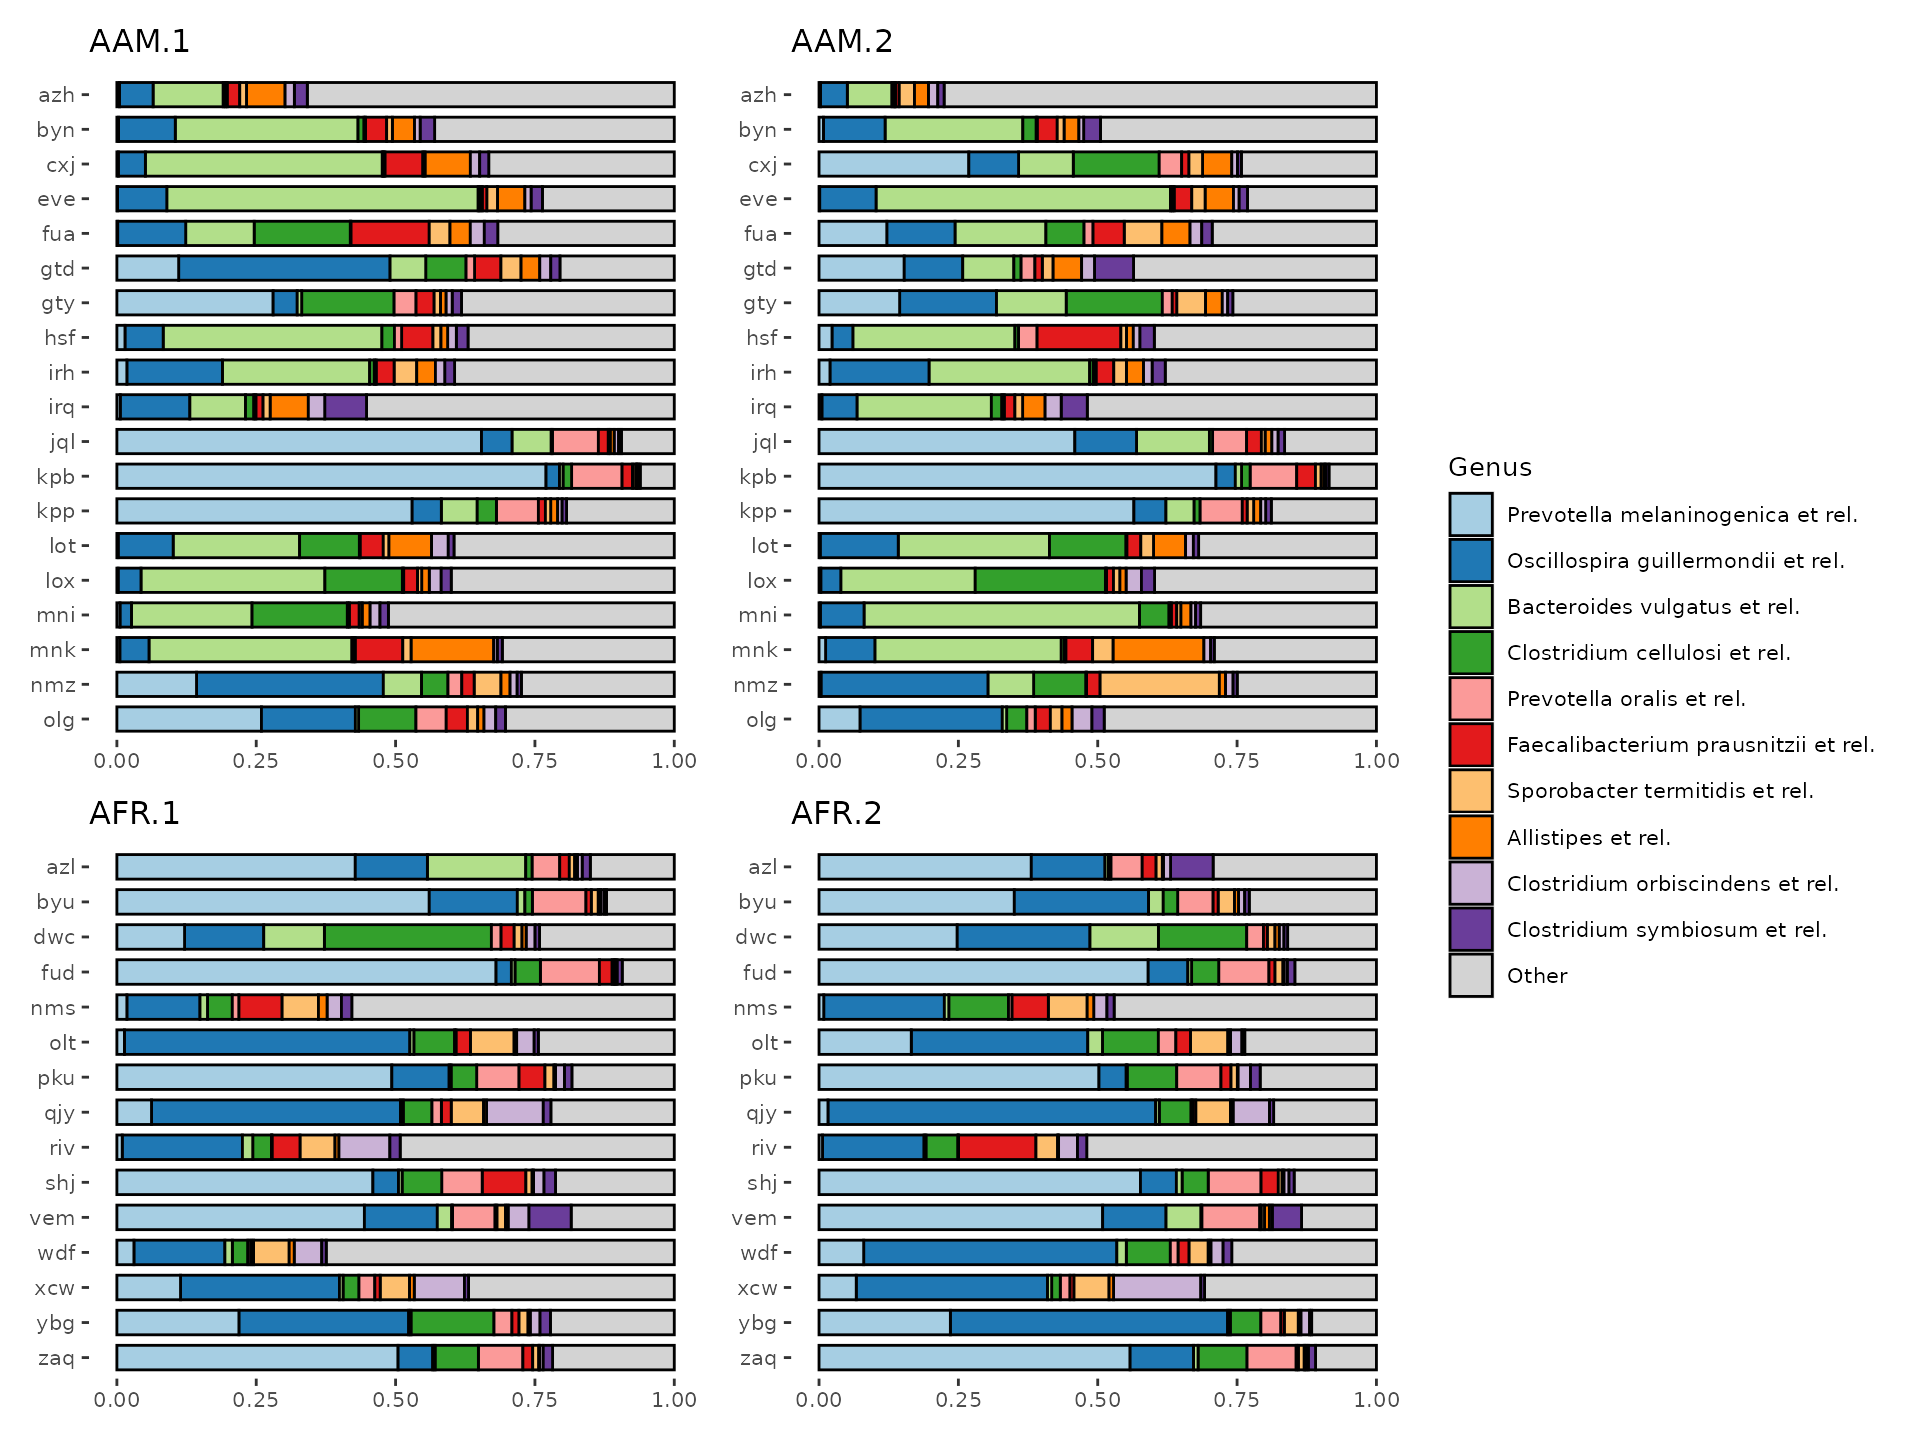 AAM.1
azh
byn
cxj
eve
fua
gtd
gty
hsf
irh
irq
jql
kpb
kpp
lot
lox
mni
mnk
nmz
olg
0.00 0.25 0.50 0.75 1.00
AAM.2
azh
byn
cxj
eve
fua
gtd
gty
hsf
irh
irq
jql
kpb
kpp
lot
lox
mni
mnk
nmz
olg
0.00 0.25 0.50 0.75 1.00
AFR.1
azl
byu
dwc
fud
nms
olt
pku
qjy
riv
shj
vem
wdf
xcw
ybg
zaq
0.00 0.25 0.50 0.75 1.00
AFR.2
azl
byu
dwc
fud
nms
olt
pku
qjy
riv
shj
vem
wdf
xcw
ybg
zaq
0.00 0.25 0.50 0.75 1.00
Genus
Prevotella melaninogenica et rel.
Oscillospira guillermondii et rel.
Bacteroides vulgatus et rel.
Clostridium cellulosi et rel.
Prevotella oralis et rel.
Faecalibacterium prausnitzii et rel.
Sporobacter termitidis et rel.
Allistipes et rel.
Clostridium orbiscindens et rel.
Clostridium symbiosum et rel.
Other